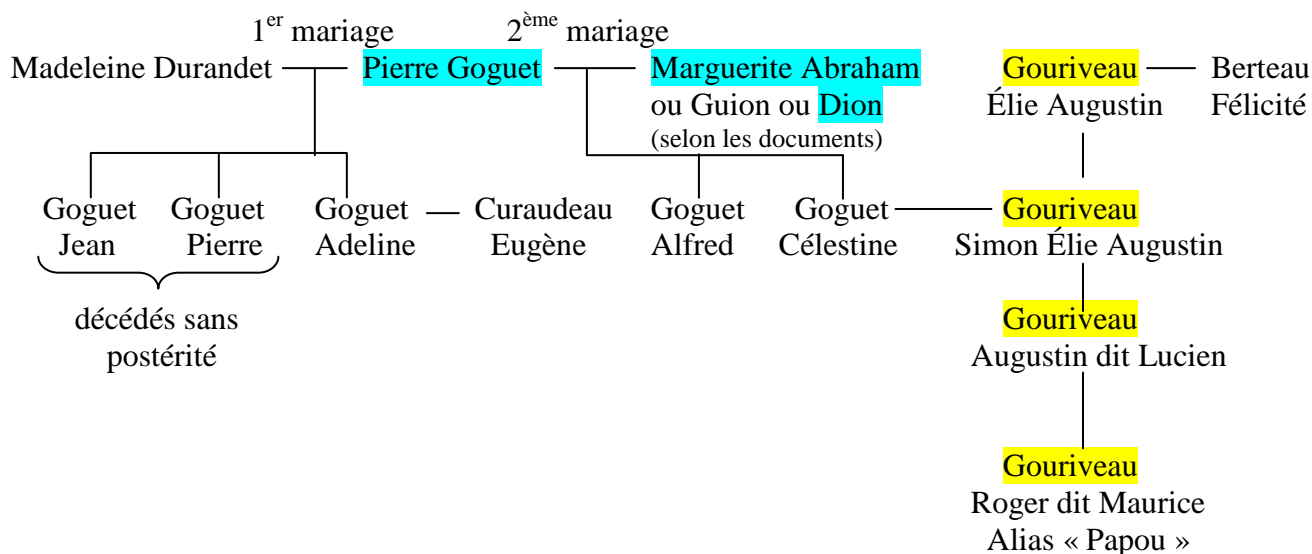 1er mariage 2ème mariage
Madeleine Durandet Pierre Goguet Marguerite Abraham Gouriveau Berteau
ou Guion ou Dion Élie Augustin Félicité
(selon les documents)
Goguet Goguet Goguet Curaudeau Goguet Goguet Gouriveau
Jean Pierre Adeline Eugène Alfred Célestine Simon Élie Augustin
décédés sans
postérité
Gouriveau
Augustin dit Lucien
Gouriveau
Roger dit Maurice
Alias « Papou »